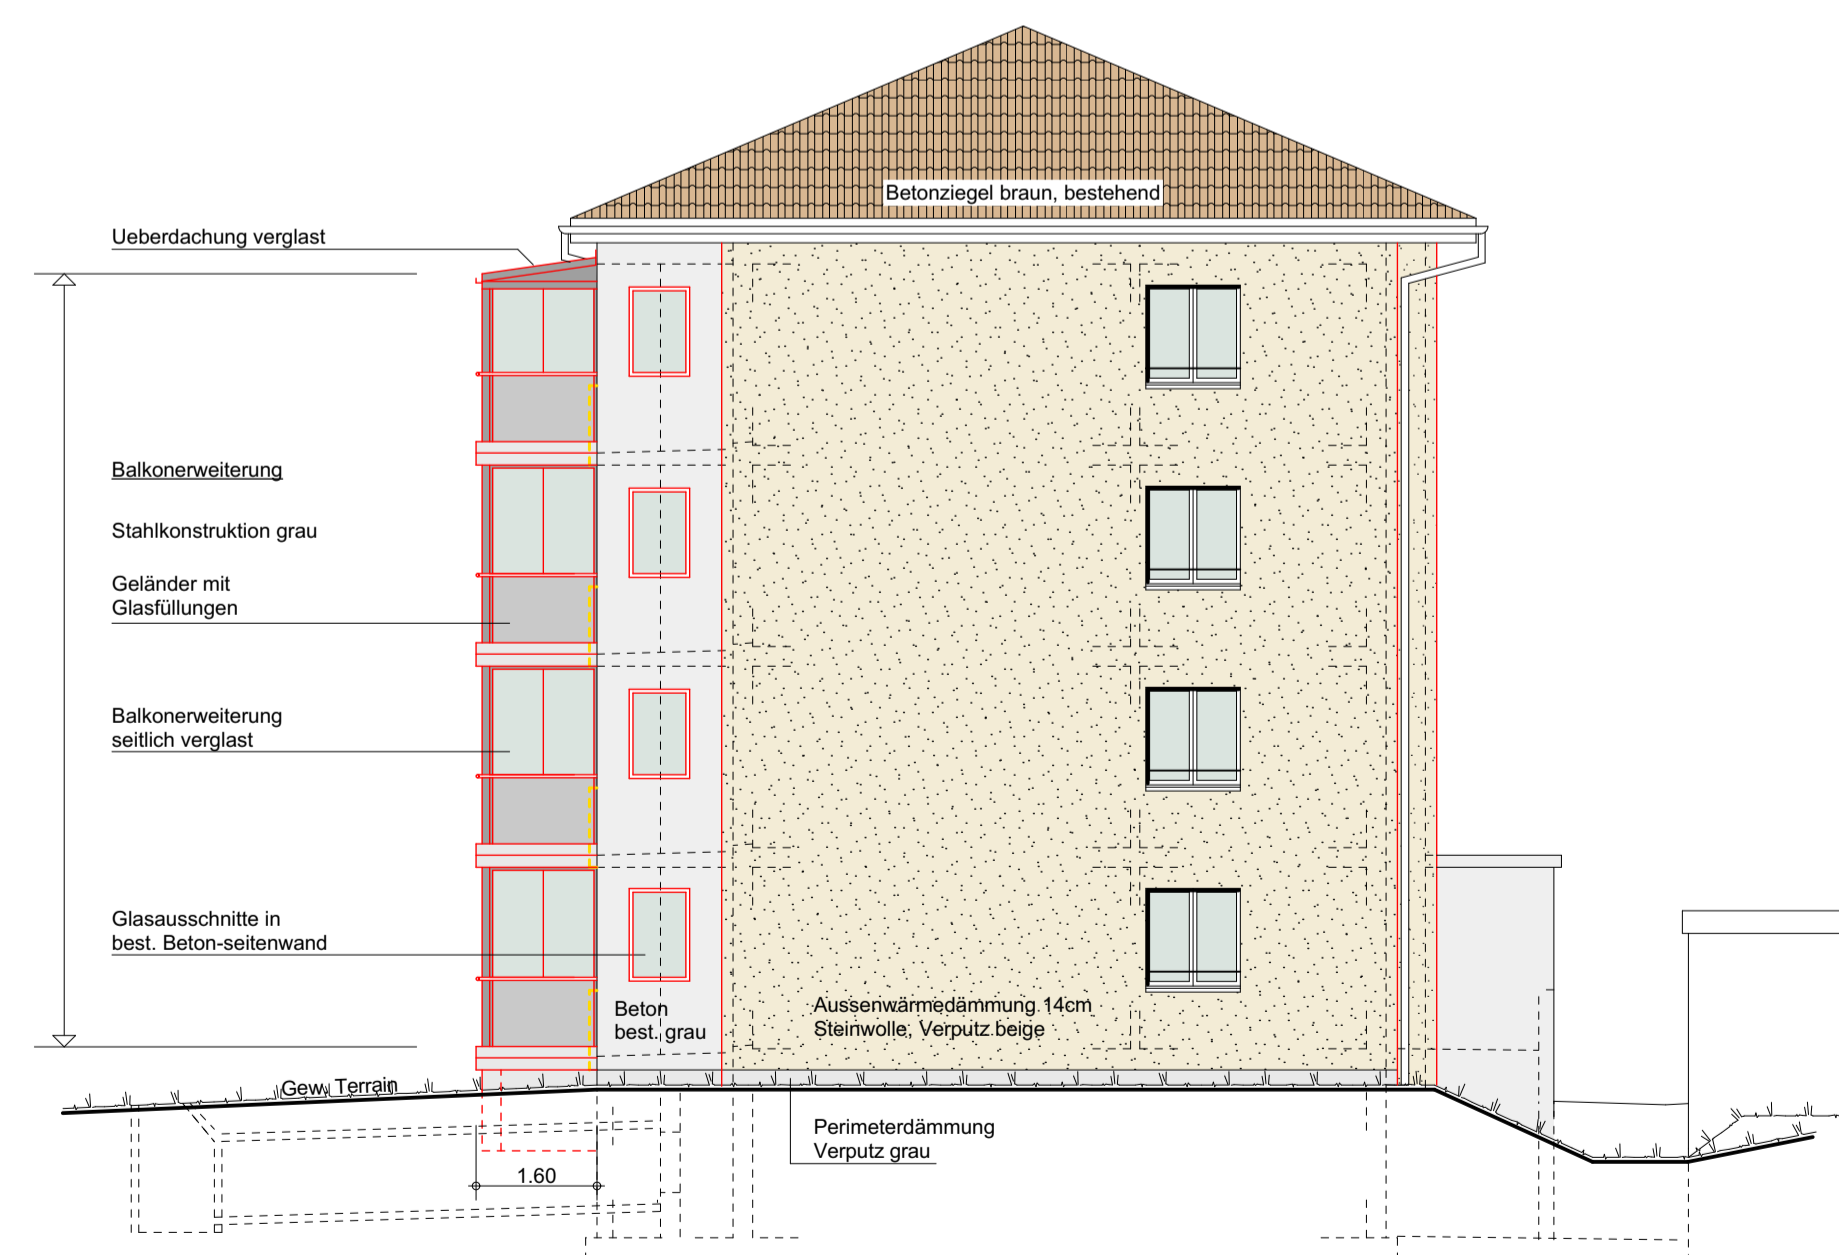 Betonziegel braun, bestehend
Ueberdachung verglast
Balkonerweiterung
Stahlkonstruktion grau
Geländer mit
Glasfüllungen
Balkonerweiterung
seitlich verglast
Glasausschnitte in
best. Beton-seitenwand
Beton
best. grau
Aussenwärmedämmung 14cm
Steinwolle, Verputz beige
Gew. Terrain
Perimeterdämmung
Verputz grau
1.60